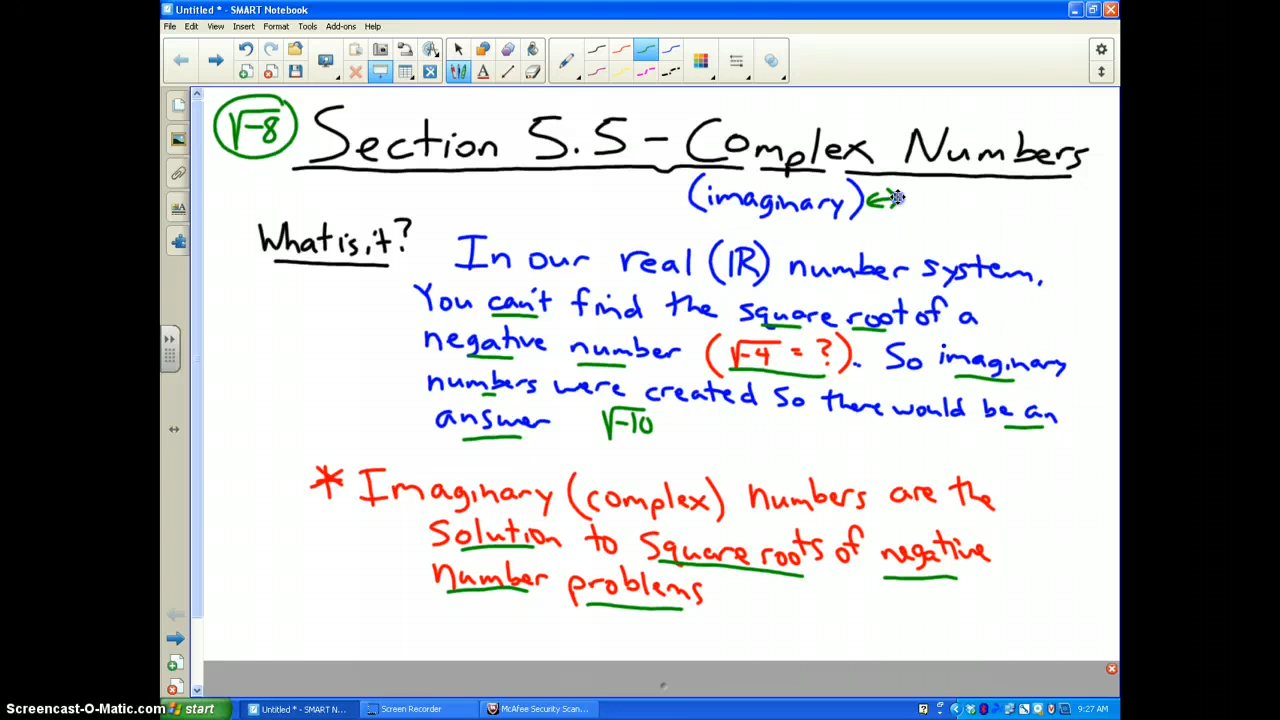 Untitled * - SMART Notebook
File Edit View Insert Format Tools Add-ons Help
√-8
Section 5.5 - Complex Numbers
(imaginary)
What is it?
In our real (ℝ) number system,
You can't find the square root of a
negative number (√-4 = ?). So imaginary
numbers were created so there would be an
answer √-10
* Imaginary (complex) numbers are the
Solution to square roots of negative
number problems
Screencast-O-Matic.com
start
Untitled * - SMART N...
Screen Recorder
McAfee Security Scan...
9:27 AM